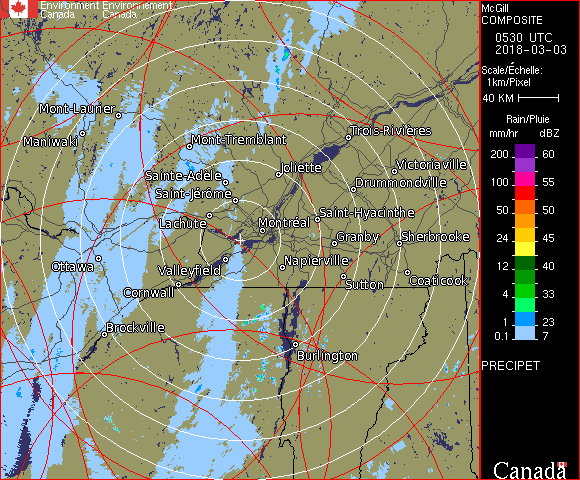 Environment Environnement
Canada Canada
McGill
COMPOSITE
0530 UTC
2018-03-03
Scale/Échelle:
1km/Pixel
40 KM
Rain/Pluie
mm/hr dBZ
200 60
100 55
100 55
50 50
24 45
12 40
4 33
1 23
0.1 7
PRECIPET
Canada
Mont-Laurier
Maniwaki
Mont-Tremblant
Trois-Rivières
Sainte-Adèle
Joliette
Victoriaville
Saint-Jérôme
Drummondville
Lachute
Saint-Hyacinthe
Montréal
Granby
Sherbrooke
Ottawa
Valleyfield
Napierville
Cornwall
Sutton
Coaticook
Brockville
Burlington